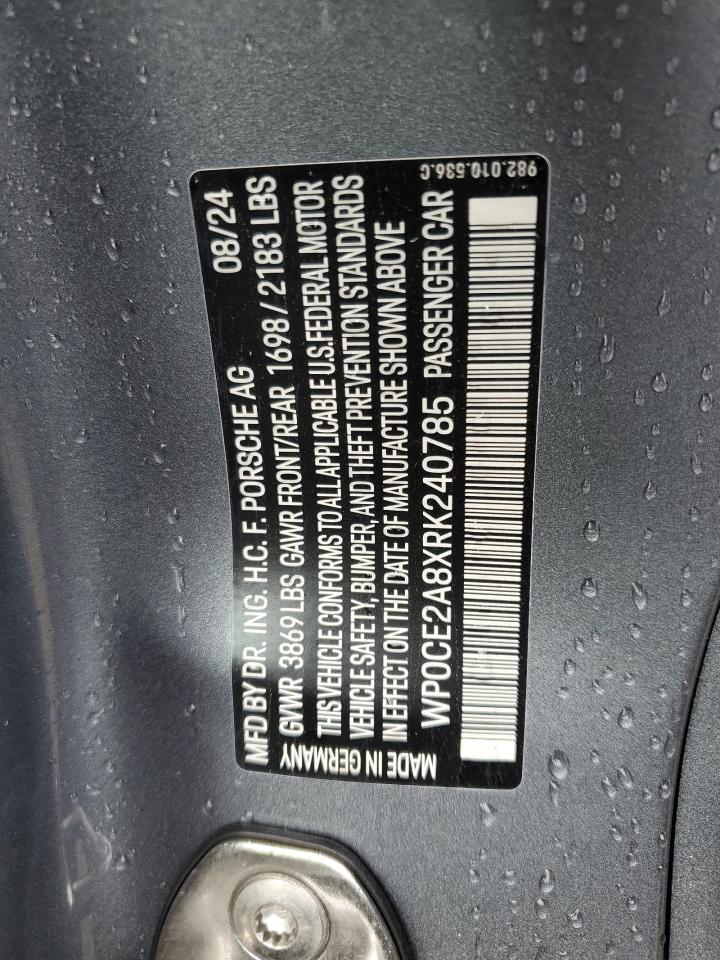 MFD BY DR. ING. H.C. F. PORSCHE AG 08/24
GVWR 3869 LBS GAWR FRONT/REAR 1698 / 2183 LBS
THIS VEHICLE CONFORMS TO ALL APPLICABLE U.S.FEDERAL MOTOR
VEHICLE SAFETY, BUMPER, AND THEFT PREVENTION STANDARDS
IN EFFECT ON THE DATE OF MANUFACTURE SHOWN ABOVE
WP0CE2A8XRK240785 PASSENGER CAR
MADE IN GERMANY
982.010.536.C